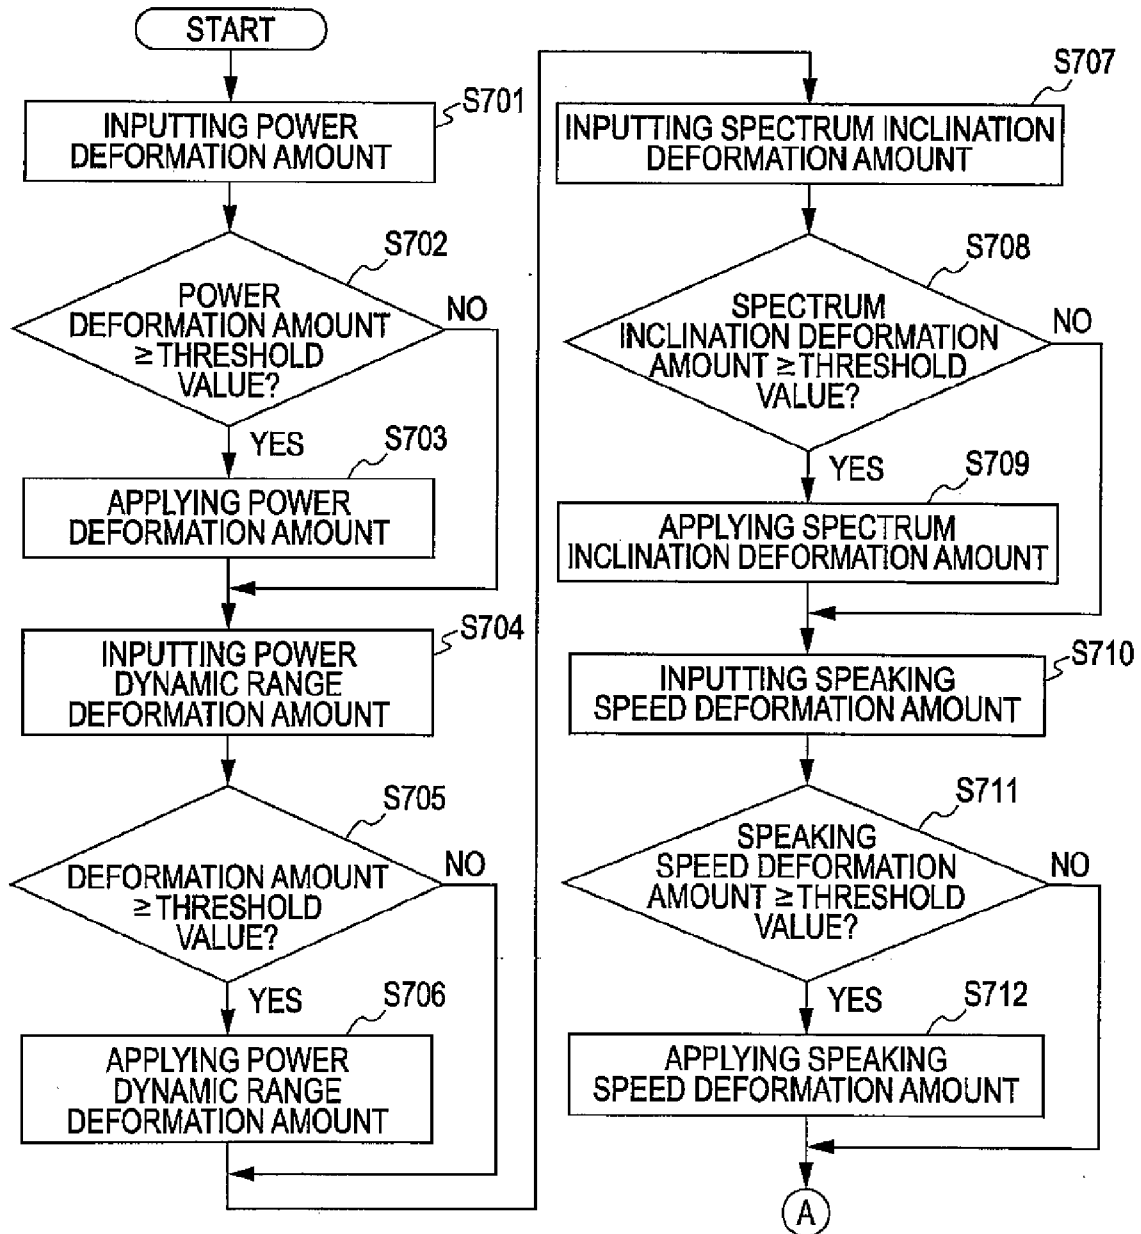 START
S701
INPUTTING POWER
DEFORMATION AMOUNT
S702
POWER
DEFORMATION AMOUNT
≧THRESHOLD
VALUE?
NO
YES
S703
APPLYING POWER
DEFORMATION AMOUNT
S704
INPUTTING POWER
DYNAMIC RANGE
DEFORMATION AMOUNT
S705
DEFORMATION AMOUNT
≧THRESHOLD
VALUE?
NO
YES
S706
APPLYING POWER
DYNAMIC RANGE
DEFORMATION AMOUNT
S707
INPUTTING SPECTRUM INCLINATION
DEFORMATION AMOUNT
S708
SPECTRUM
INCLINATION DEFORMATION
AMOUNT ≧THRESHOLD
VALUE?
NO
YES
S709
APPLYING SPECTRUM
INCLINATION DEFORMATION AMOUNT
S710
INPUTTING SPEAKING
SPEED DEFORMATION AMOUNT
S711
SPEAKING
SPEED DEFORMATION
AMOUNT ≧THRESHOLD
VALUE?
NO
YES
S712
APPLYING SPEAKING
SPEED DEFORMATION AMOUNT
A